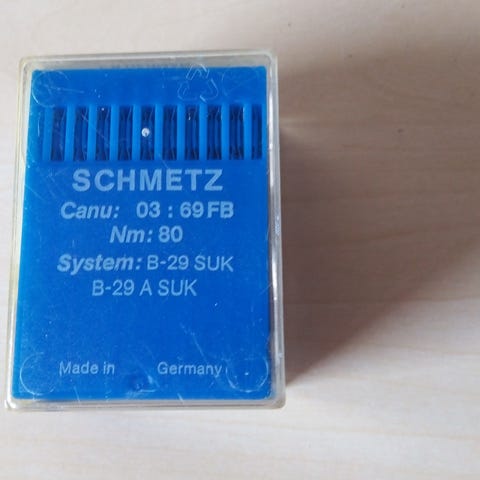 SCHMETZ
Canu: 03 : 69 FB
Nm: 80
System: B-29 SUK
B-29 A SUK
Made in Germany